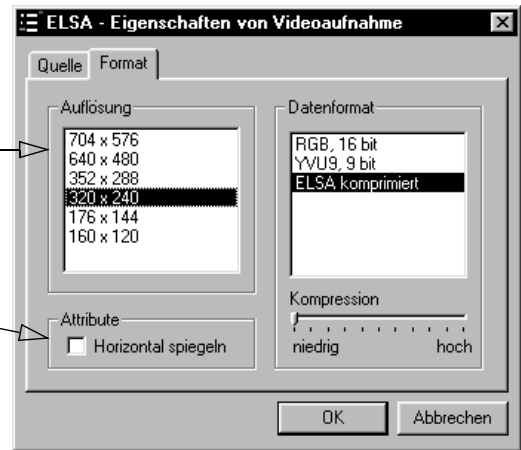 ELSA - Eigenschaften von Videoaufnahme
Quelle
Format
Auflösung
704 x 576
640 x 480
352 x 288
320 x 240
176 x 144
160 x 120
Attribute
Horizontal spiegeln
Datenformat
RGB, 16 bit
YVU9, 9 bit
ELSA komprimiert
Kompression
niedrig hoch
OK
Abbrechen